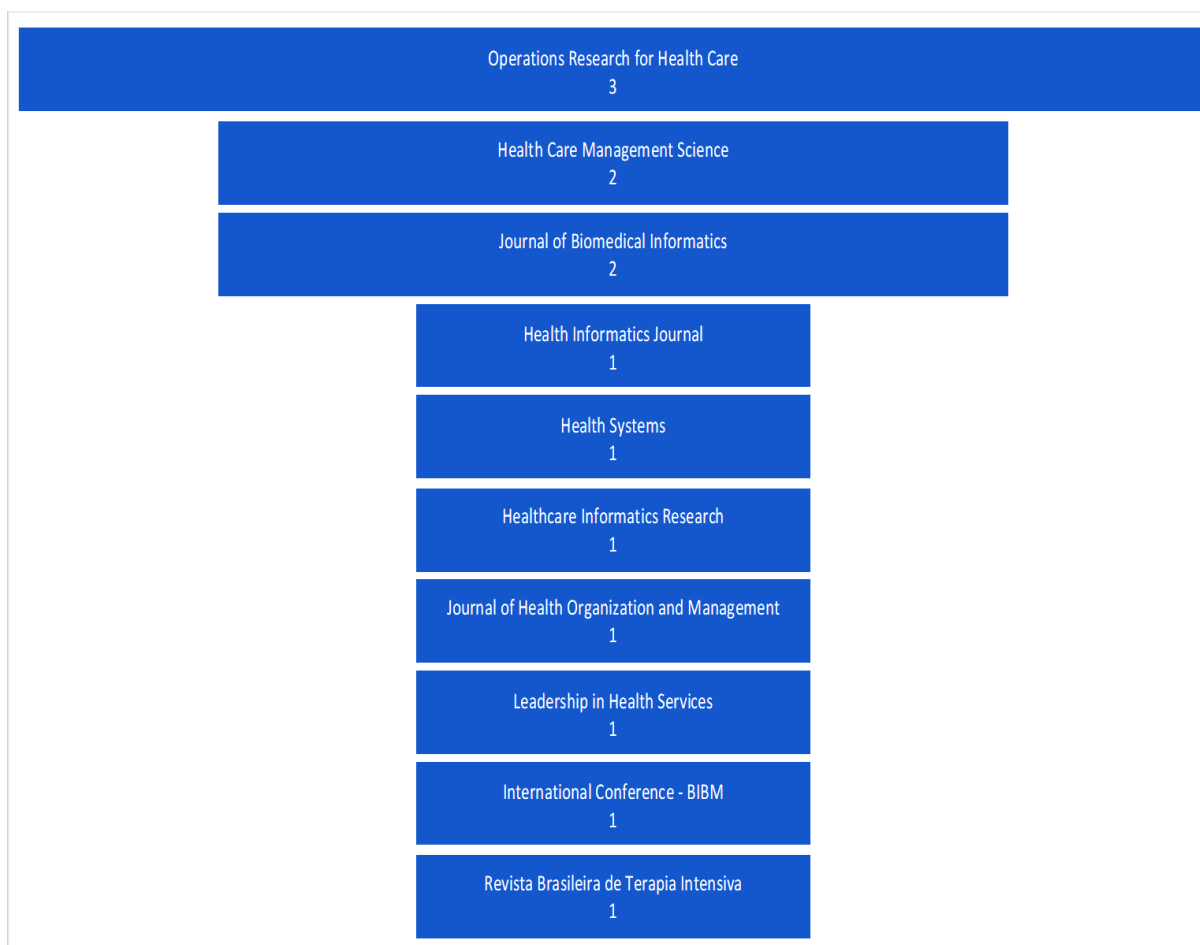 Operations Research for Health Care
3
Health Care Management Science
2
Journal of Biomedical Informatics
2
Health Informatics Journal
1
Health Systems
1
Healthcare Informatics Research
1
Journal of Health Organization and Management
1
Leadership in Health Services
1
International Conference - BIBM
1
Revista Brasileira de Terapia Intensiva
1